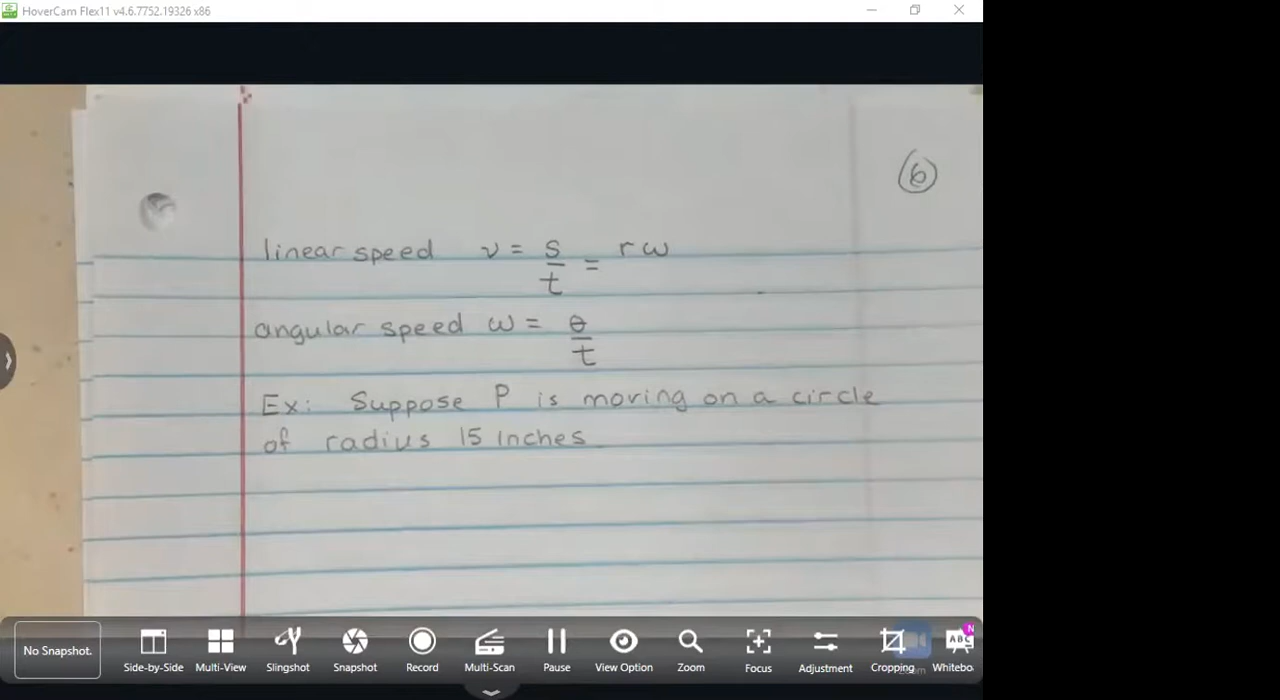 HoverCam Flex11 v4.6.7752.19326 x86
6
linear speed v = s/t = rω
angular speed ω = θ/t
Ex: Suppose P is moving on a circle
of radius 15 inches
No Snapshot.
Side-by-Side Multi-View Slingshot Snapshot Record Multi-Scan Pause View Option Zoom Focus Adjustment Cropping Whitebo
ABC
N